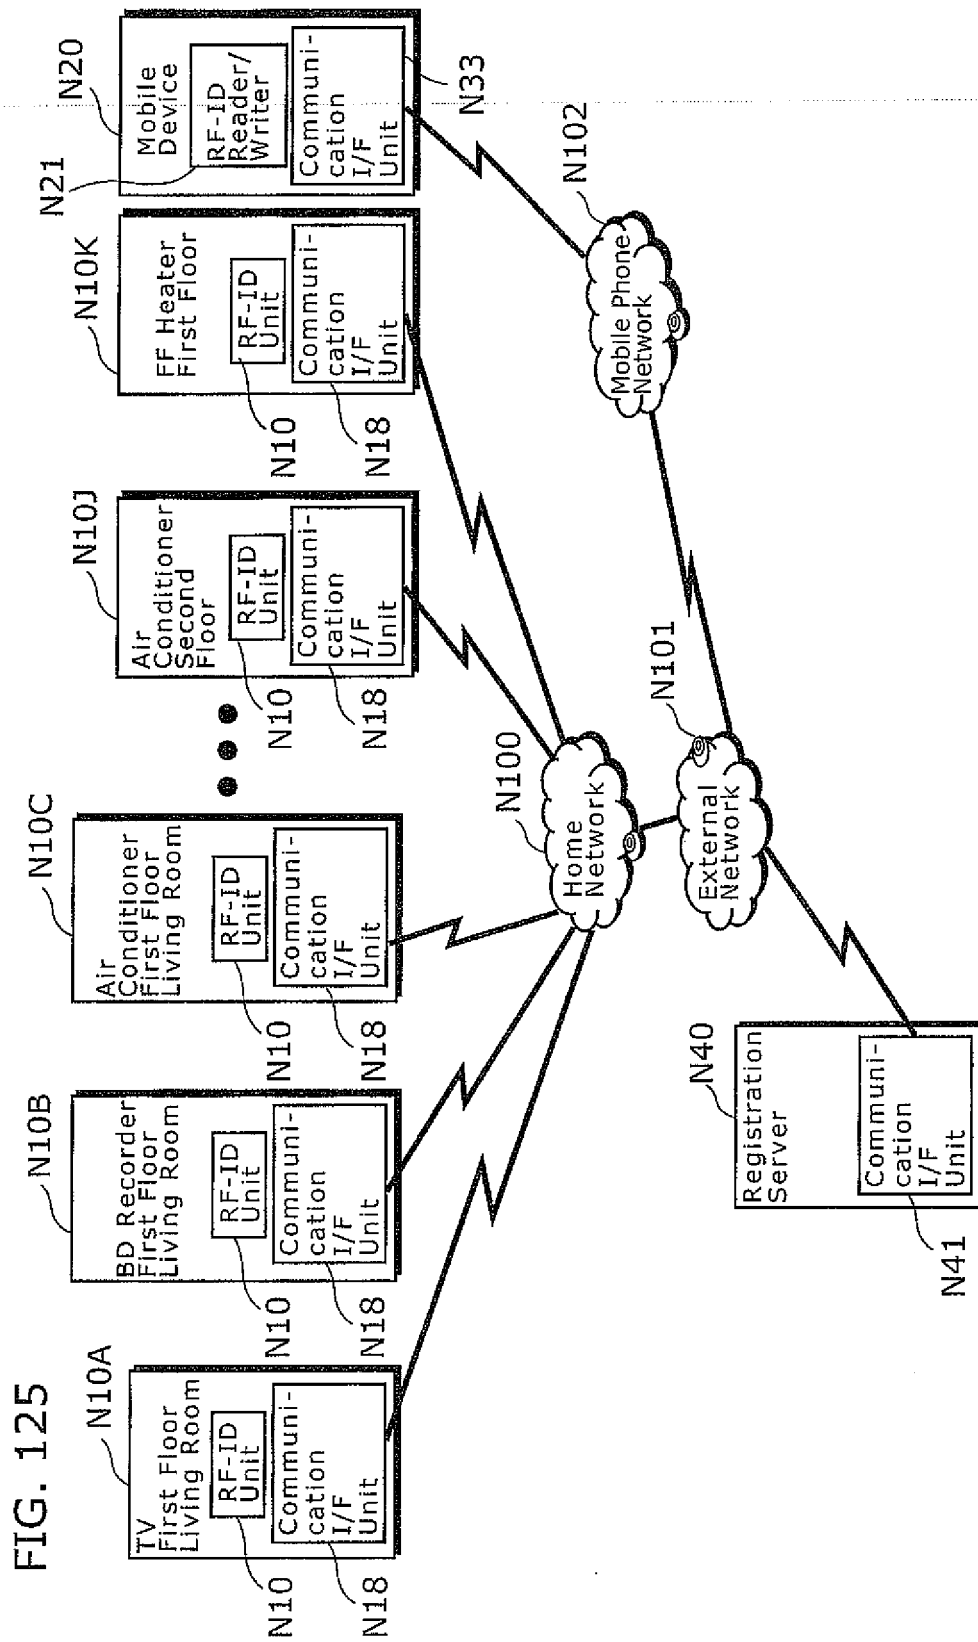 FIG. 125
N10A
TV
First Floor
Living Room
RF-ID
Unit
N10
Communi-
cation
I/F
Unit
N18
N10B
BD Recorder
First Floor
Living Room
RF-ID
Unit
N10
Communi-
cation
I/F
Unit
N18
N10C
Air
Conditioner
First Floor
Living Room
RF-ID
Unit
N10
Communi-
cation
I/F
Unit
N18
N10J
Air
Conditioner
Second
Floor
RF-ID
Unit
N10
Communi-
cation
I/F
Unit
N18
N10K
FF Heater
First Floor
RF-ID
Unit
N10
Communi-
cation
I/F
Unit
N18
N20
Mobile
Device
N21
RF-ID
Reader/
Writer
Communi-
cation
I/F
Unit
N33
N100
Home
Network
N101
External
Network
N102
Mobile Phone
Network
N40
Registration
Server
Communi-
cation
I/F
Unit
N41